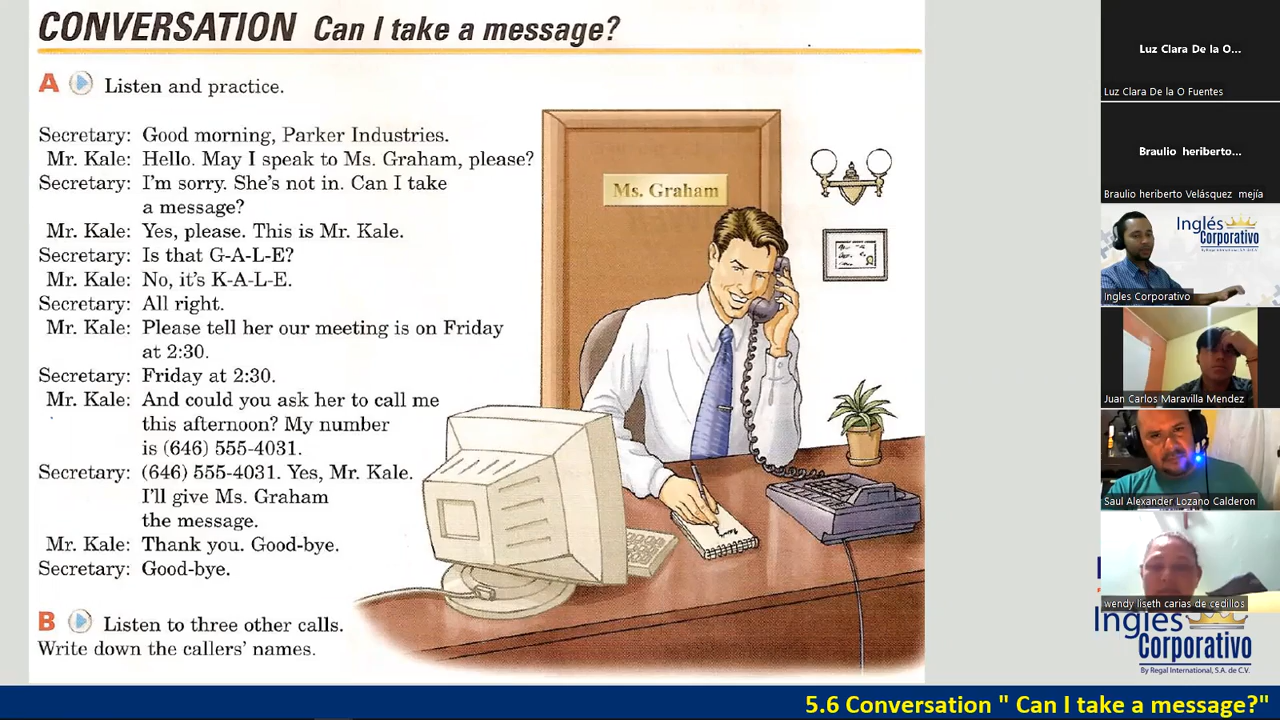 CONVERSATION Can I take a message?
A Listen and practice.
Secretary: Good morning, Parker Industries.
Mr. Kale: Hello. May I speak to Ms. Graham, please?
Secretary: I'm sorry. She's not in. Can I take
a message?
Mr. Kale: Yes, please. This is Mr. Kale.
Secretary: Is that G-A-L-E?
Mr. Kale: No, it's K-A-L-E.
Secretary: All right.
Mr. Kale: Please tell her our meeting is on Friday
at 2:30.
Secretary: Friday at 2:30.
Mr. Kale: And could you ask her to call me
this afternoon? My number
is (646) 555-4031.
Secretary: (646) 555-4031. Yes, Mr. Kale.
I'll give Ms. Graham
the message.
Mr. Kale: Thank you. Good-bye.
Secretary: Good-bye.
B Listen to three other calls.
Write down the callers' names.
Ms. Graham
Luz Clara De la O...
Luz Clara De la O Fuentes
Braulio heriberto...
Braulio heriberto Velásquez mejía
Inglés
Corporativo
By Regal International, S.A. de C.V.
Ingles Corporativo
Juan Carlos Maravilla Mendez
Saul Alexander Lozano Calderon
wendy liseth carias de cedillos
Inglés
Corporativo
By Regal International, S.A. de C.V.
5.6 Conversation " Can I take a message?"